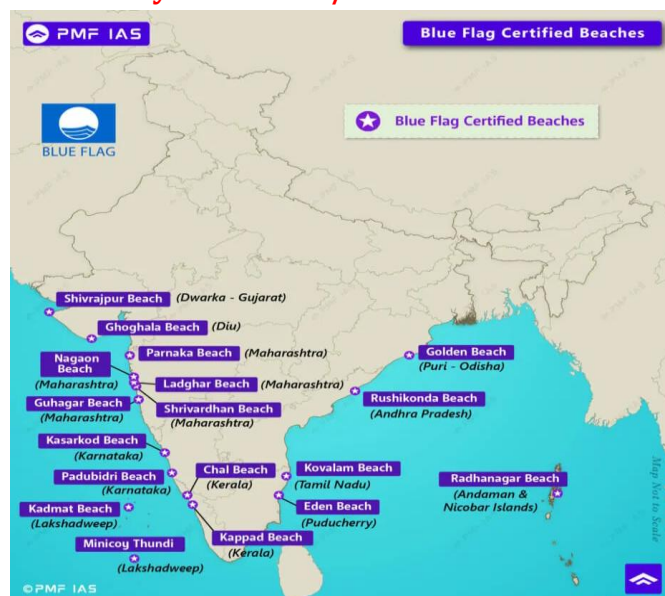 PMF IAS
Blue Flag Certified Beaches
BLUE FLAG
Blue Flag Certified Beaches
Shivrajpur Beach (Dwarka - Gujarat)
Ghoghala Beach (Diu)
Parnaka Beach (Maharashtra)
Nagaon
Beach
(Maharashtra)
Ladghar Beach (Maharashtra)
Guhagar Beach
(Maharashtra)
Shrivardhan Beach
(Maharashtra)
Golden Beach
(Puri - Odisha)
Rushikonda Beach
(Andhra Pradesh)
Kasarkod Beach
(Karnataka)
Padubidri Beach
(Karnataka)
Chal Beach
(Kerala)
Kovalam Beach
(Tamil Nadu)
Eden Beach
(Puducherry)
Radhanagar Beach
(Andaman &
Nicobar Islands)
Kadmat Beach
(Lakshadweep)
Kappad Beach
(Kerala)
Minicoy Thundi
(Lakshadweep)
Map Not to Scale
©PMF IAS